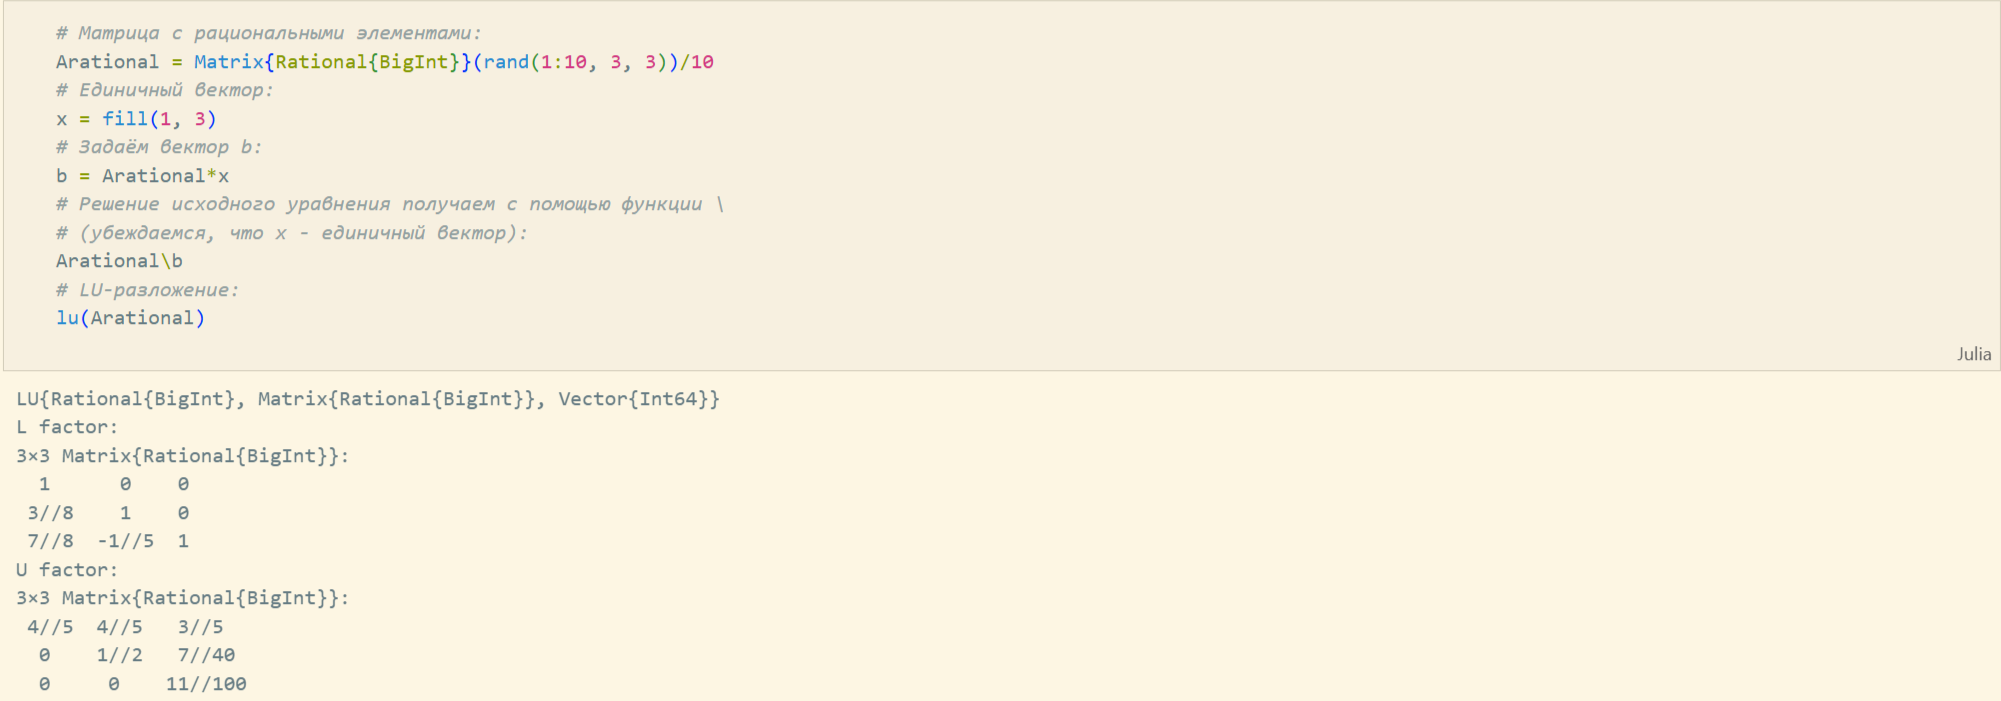 # Матрица с рациональными элементами:
Arational = Matrix{Rational{BigInt}}(rand(1:10, 3, 3))/10
# Единичный вектор:
x = fill(1, 3)
# Задаём вектор b:
b = Arational*x
# Решение исходного уравнения получаем с помощью функции \
# (убеждаемся, что x - единичный вектор):
Arational\b
# LU-разложение:
lu(Arational)
Julia
LU{Rational{BigInt}, Matrix{Rational{BigInt}}, Vector{Int64}}
L factor:
3×3 Matrix{Rational{BigInt}}:
  1      0    0
 3//8    1    0
 7//8  -1//5  1
U factor:
3×3 Matrix{Rational{BigInt}}:
 4//5  4//5   3//5
  0    1//2   7//40
  0     0    11//100